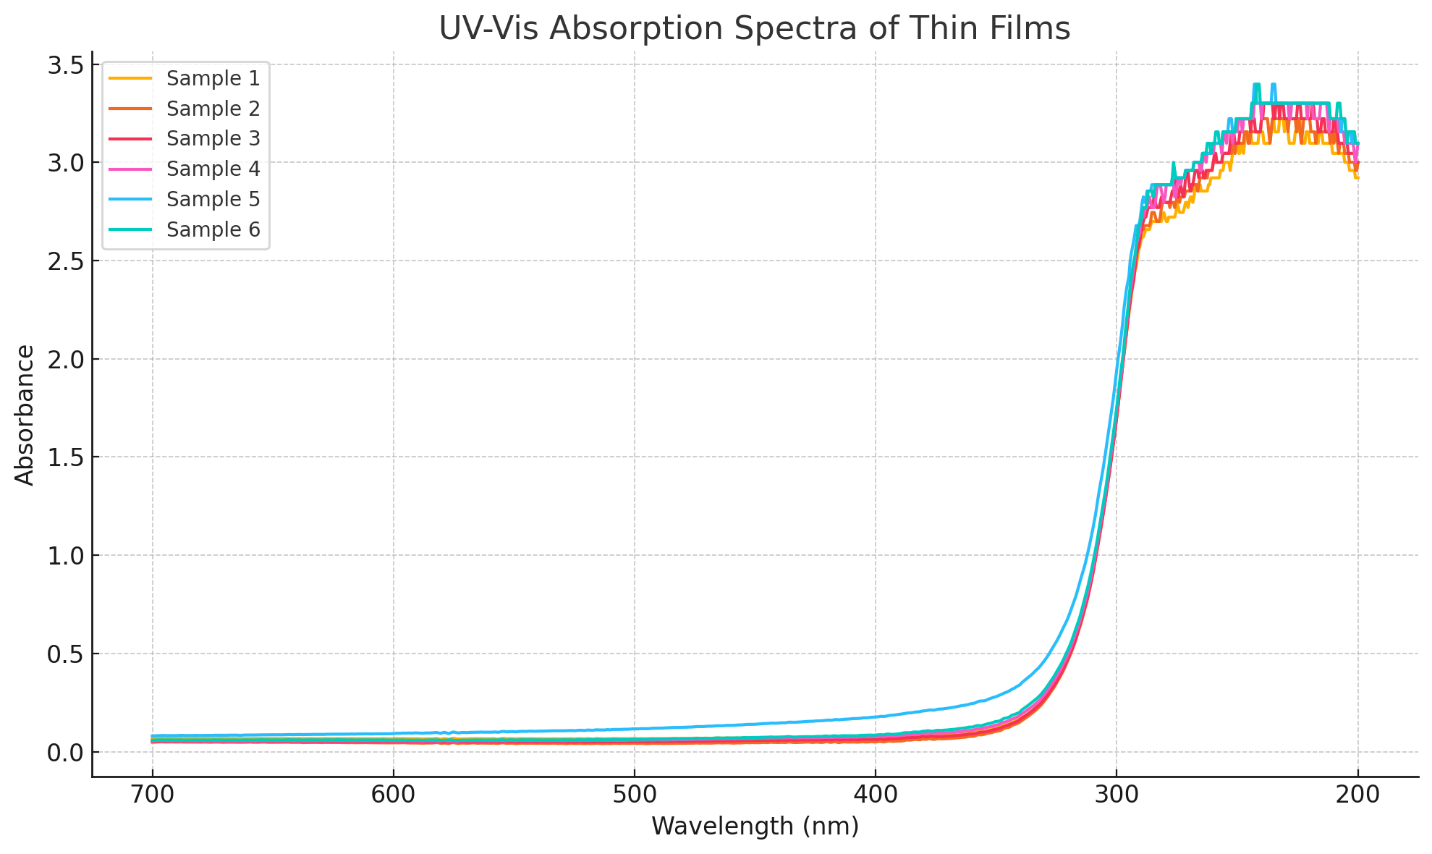 UV-Vis Absorption Spectra of Thin Films
3.5
3.0
2.5
2.0
1.5
1.0
0.5
0.0
Absorbance
Sample 1
Sample 2
Sample 3
Sample 4
Sample 5
Sample 6
700 600 500 400 300 200
Wavelength (nm)